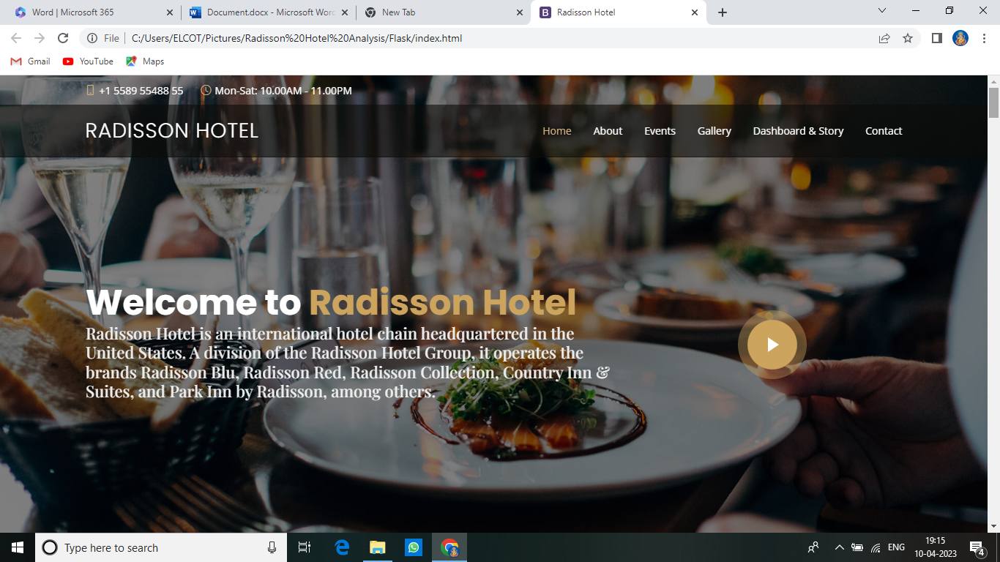 Word | Microsoft 365
Document.docx - Microsoft Word
New Tab
Radisson Hotel
File
C:/Users/ELCOT/Pictures/Radisson%20Hotel%20Analysis/Flask/index.html
Gmail
YouTube
Maps
+1 5589 55488 55
Mon-Sat: 10.00AM - 11.00PM
RADISSON HOTEL
Home
About
Events
Gallery
Dashboard & Story
Contact
Welcome to Radisson Hotel
Radisson Hotel is an international hotel chain headquartered in the
United States. A division of the Radisson Hotel Group, it operates the
brands Radisson Blu, Radisson Red, Radisson Collection, Country Inn &
Suites, and Park Inn by Radisson, among others.
Type here to search
ENG
19:15
10-04-2023
4